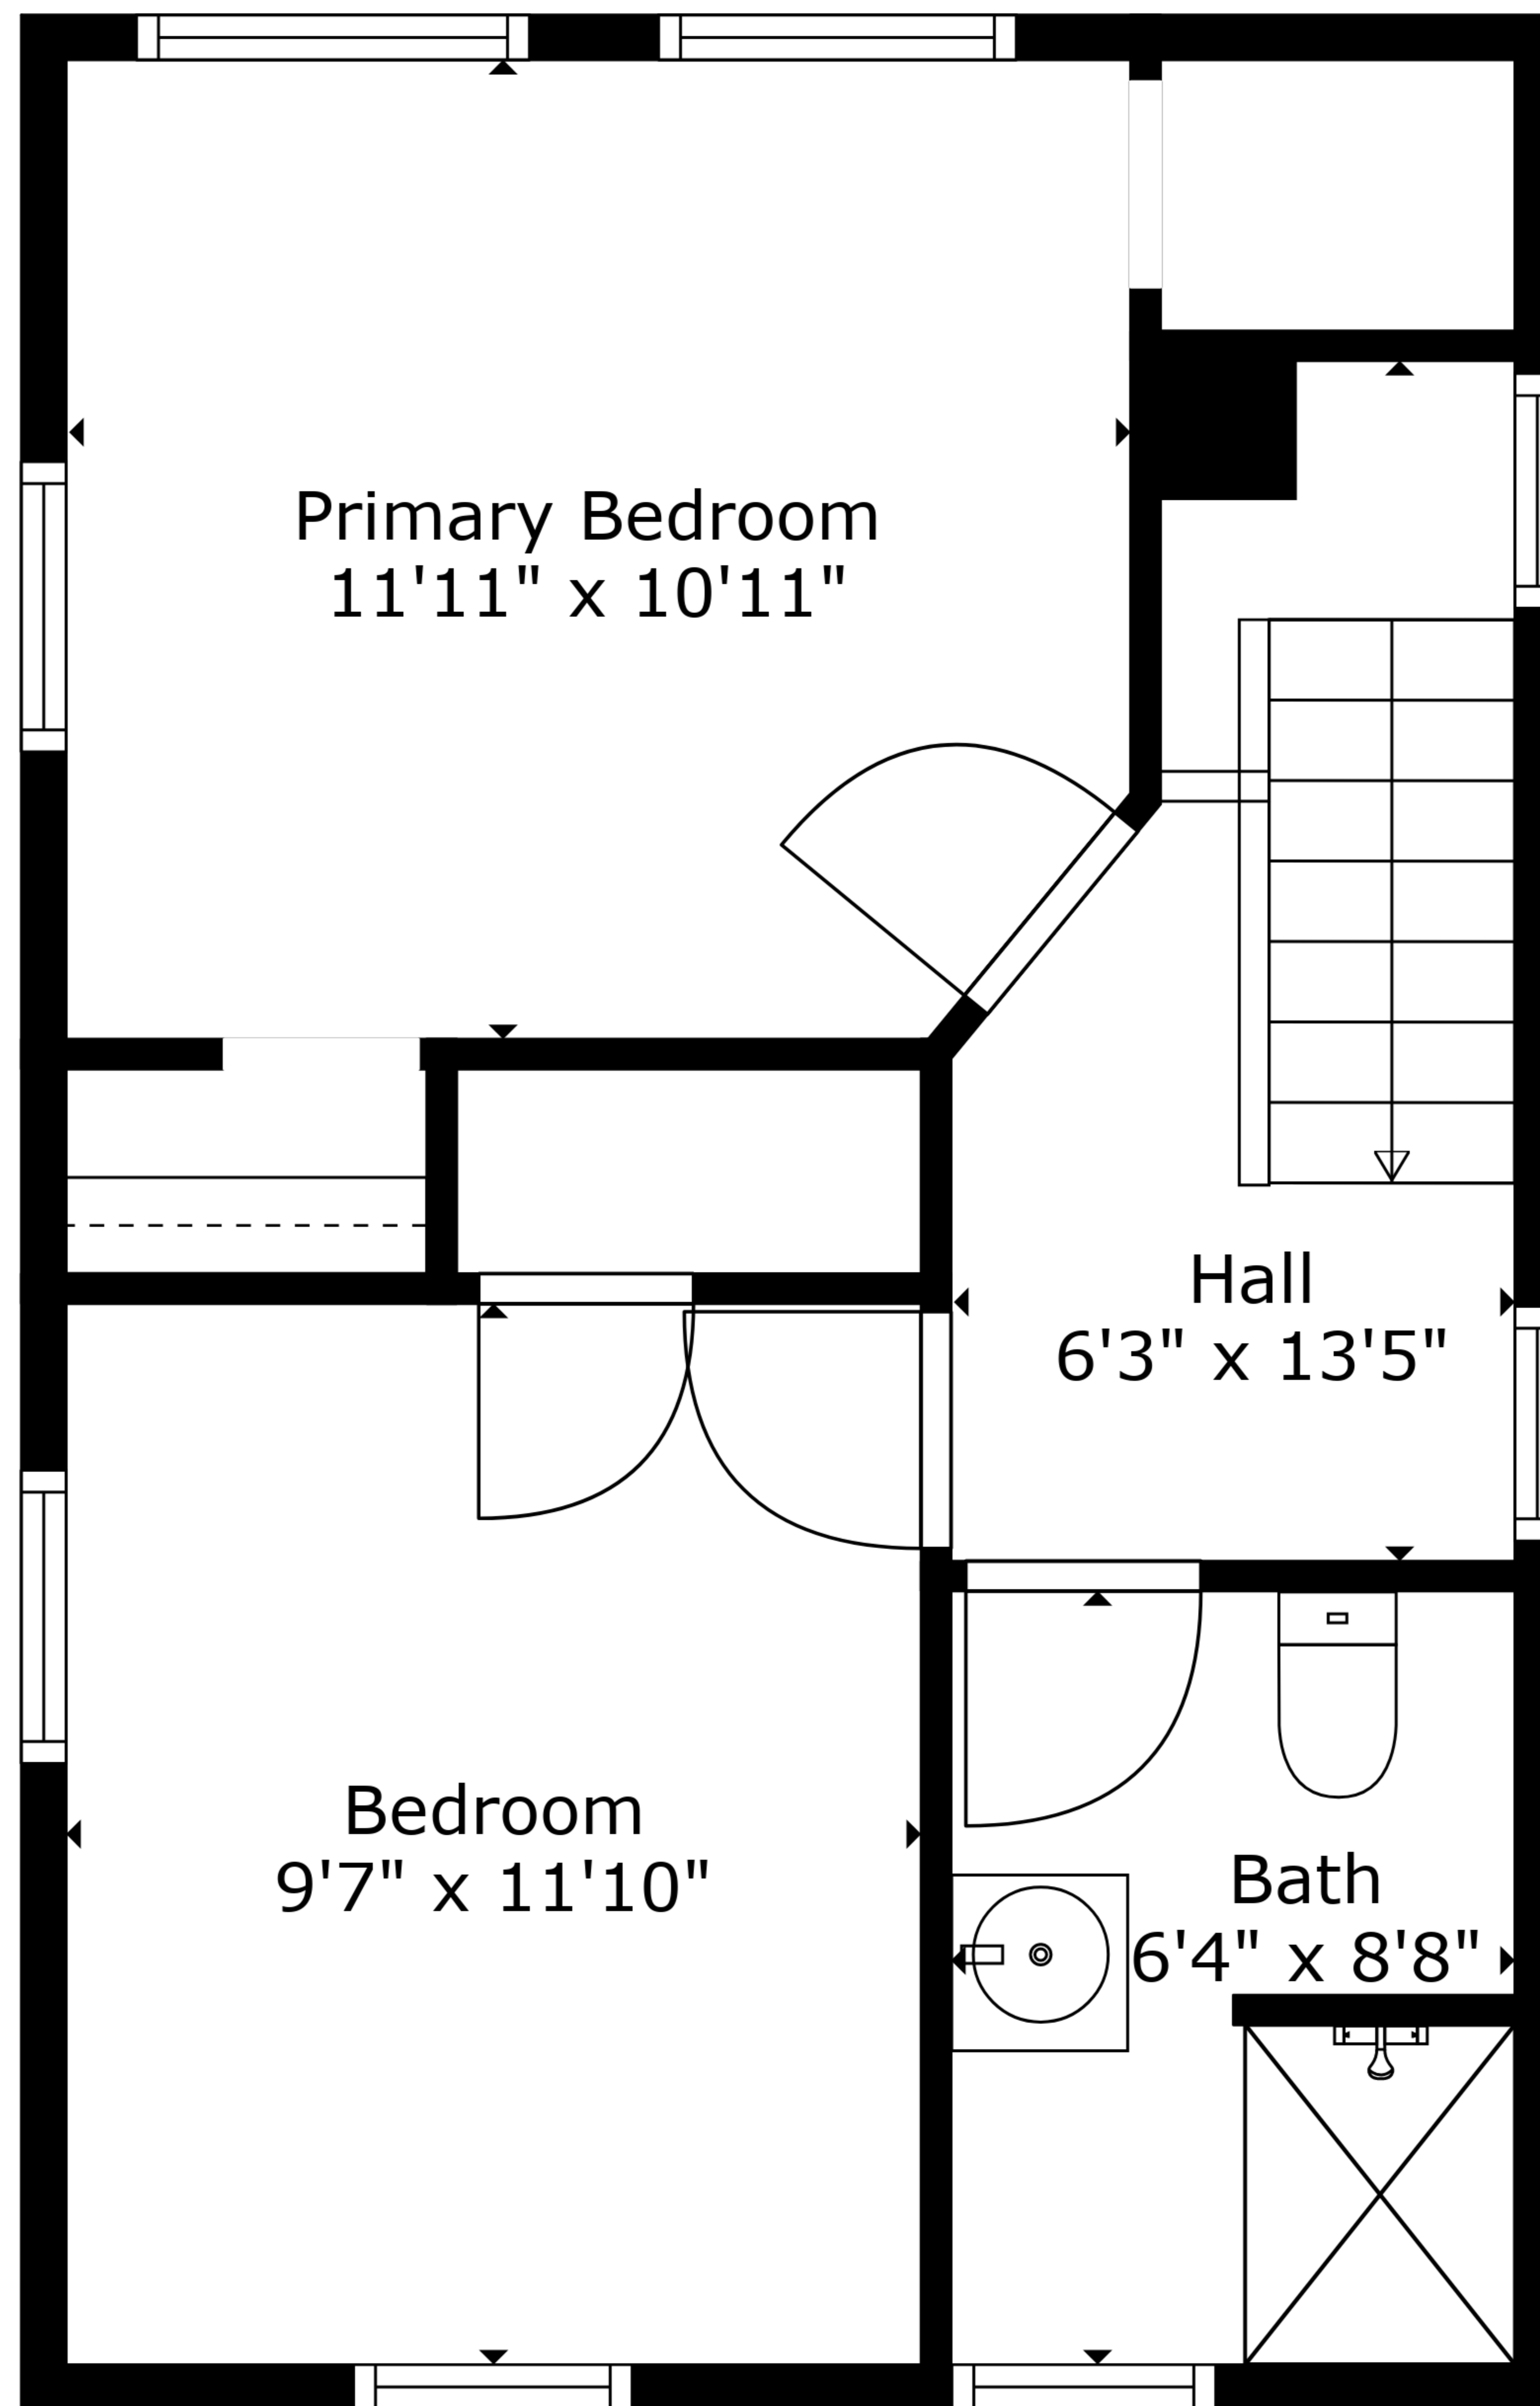 Primary Bedroom
11'11" x 10'11"
Hall
6'3" x 13'5"
Bedroom
9'7" x 11'10"
Bath
6'4" x 8'8"